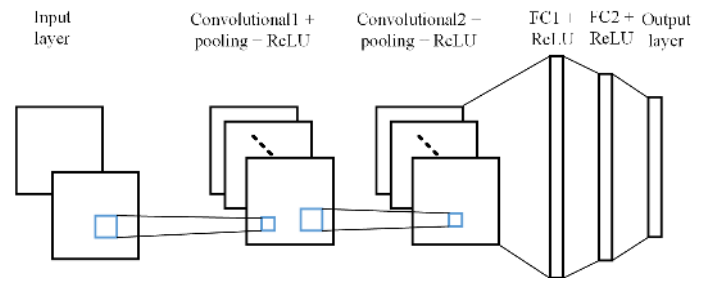 Input
layer
Convolutional1 +
pooling – ReLU
Convolutional2 –
pooling – ReLU
FC1 +
ReLU
FC2 +
ReLU
Output
layer